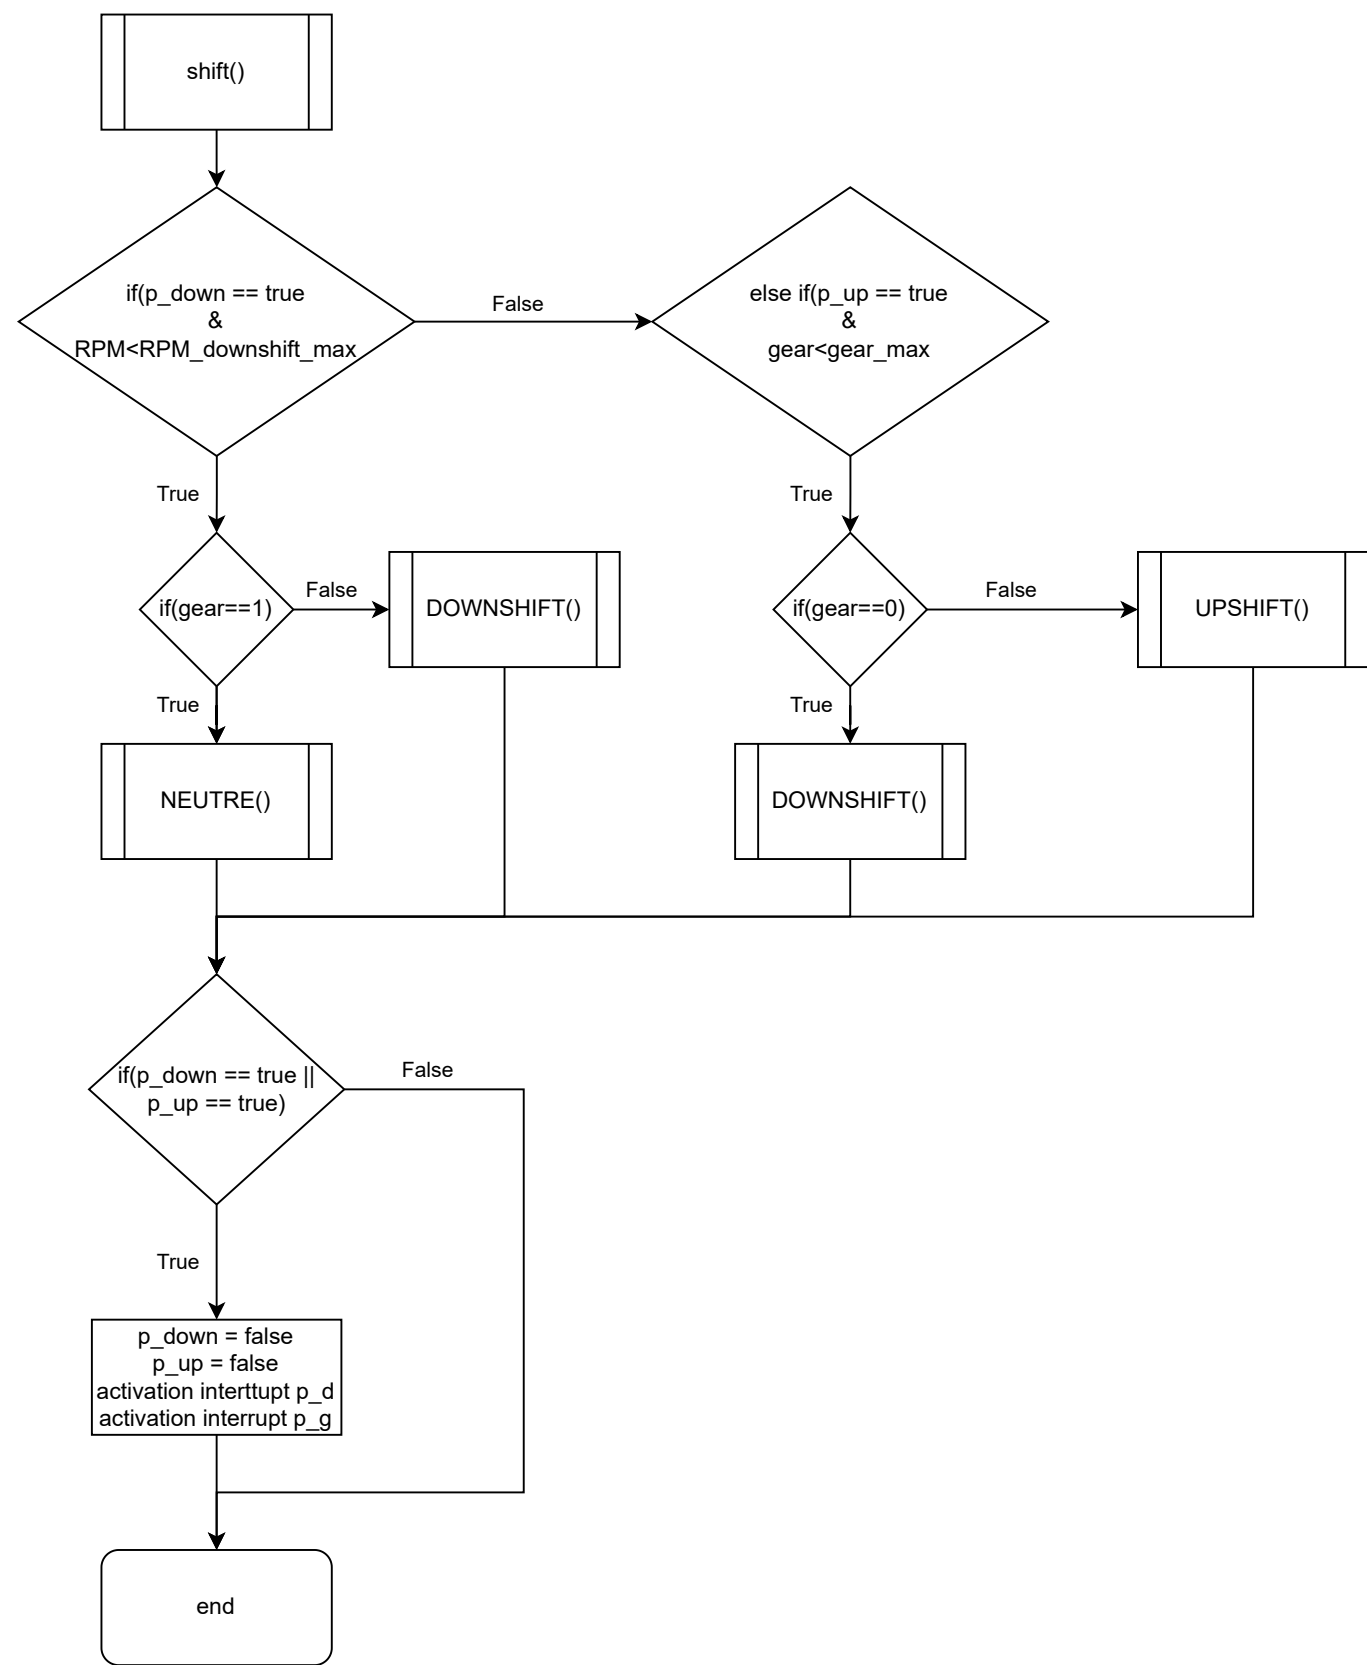 shift()
if(p_down == true
&
RPM<RPM_downshift_max
False
else if(p_up == true
&
gear<gear_max
True
True
if(gear==1)
False
DOWNSHIFT()
if(gear==0)
False
UPSHIFT()
True
True
NEUTRE()
DOWNSHIFT()
if(p_down == true ||
p_up == true)
False
True
p_down = false
p_up = false
activation interttupt p_d
activation interrupt p_g
end